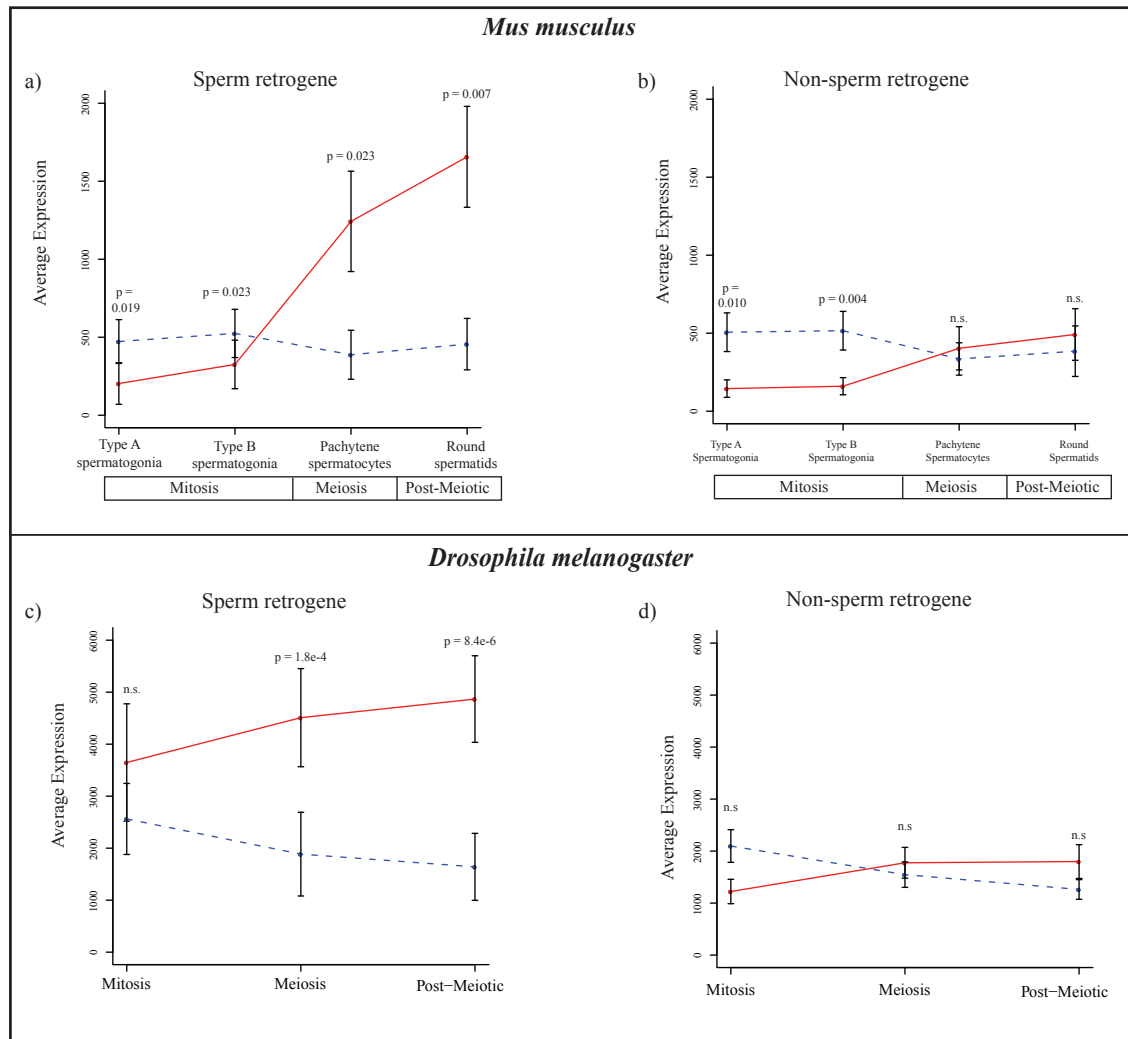 Mus musculus
a)
Sperm retrogene
Average Expression
0
500
1000
1500
2000
p =
0.019
p = 0.023
p = 0.023
p = 0.007
Type A
spermatogonia
Type B
spermatogonia
Pachytene
spermatocytes
Round
spermatids
Mitosis
Meiosis
Post-Meiotic
b)
Non-sperm retrogene
Average Expression
0
500
1000
1500
2000
p =
0.010
p = 0.004
n.s.
n.s.
Type A
Spermatogonia
Type B
Spermatogonia
Pachytene
Spermatocytes
Round
Spermatids
Mitosis
Meiosis
Post-Meiotic
Drosophila melanogaster
c)
Sperm retrogene
Average Expression
0
1000
2000
3000
4000
5000
6000
n.s.
p = 1.8e-4
p = 8.4e-6
Mitosis
Meiosis
Post−Meiotic
d)
Non-sperm retrogene
Average Expression
0
1000
2000
3000
4000
5000
6000
n.s
n.s
n.s
Mitosis
Meiosis
Post−Meiotic